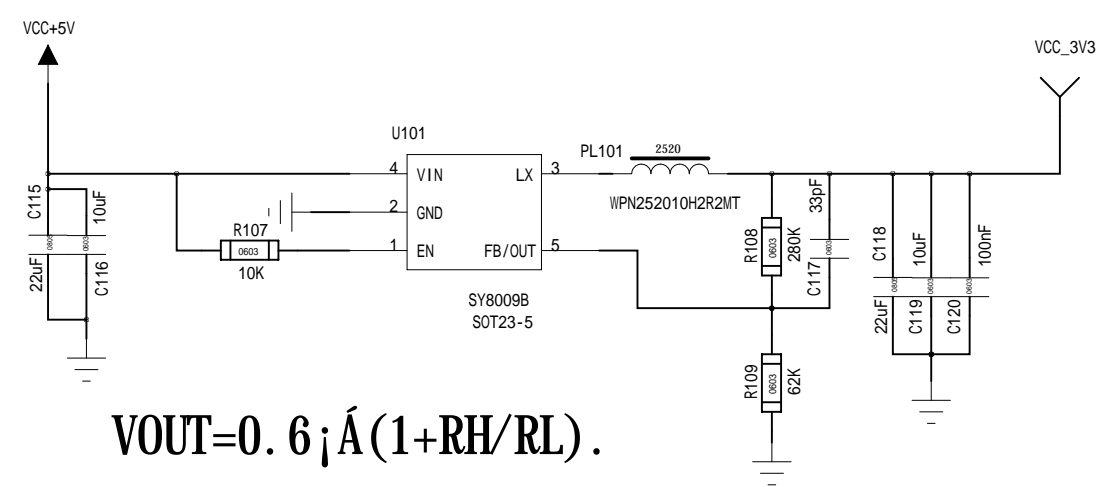 VCC+5V
VCC_3V3
U101
PL101
2520
4 VIN LX 3
WPN252010H2R2MT
2 GND
1 EN FB/OUT 5
R107
0603
10K
SY8009B
SOT23-5
C115
0805
22uF
10uF
0603
C116
R108
0603
280K
33pF
0603
C117
R109
0603
62K
C118
0805
22uF
10uF
0603
C119
100nF
0603
C120
VOUT=0. 6¡Á(1+RH/RL).